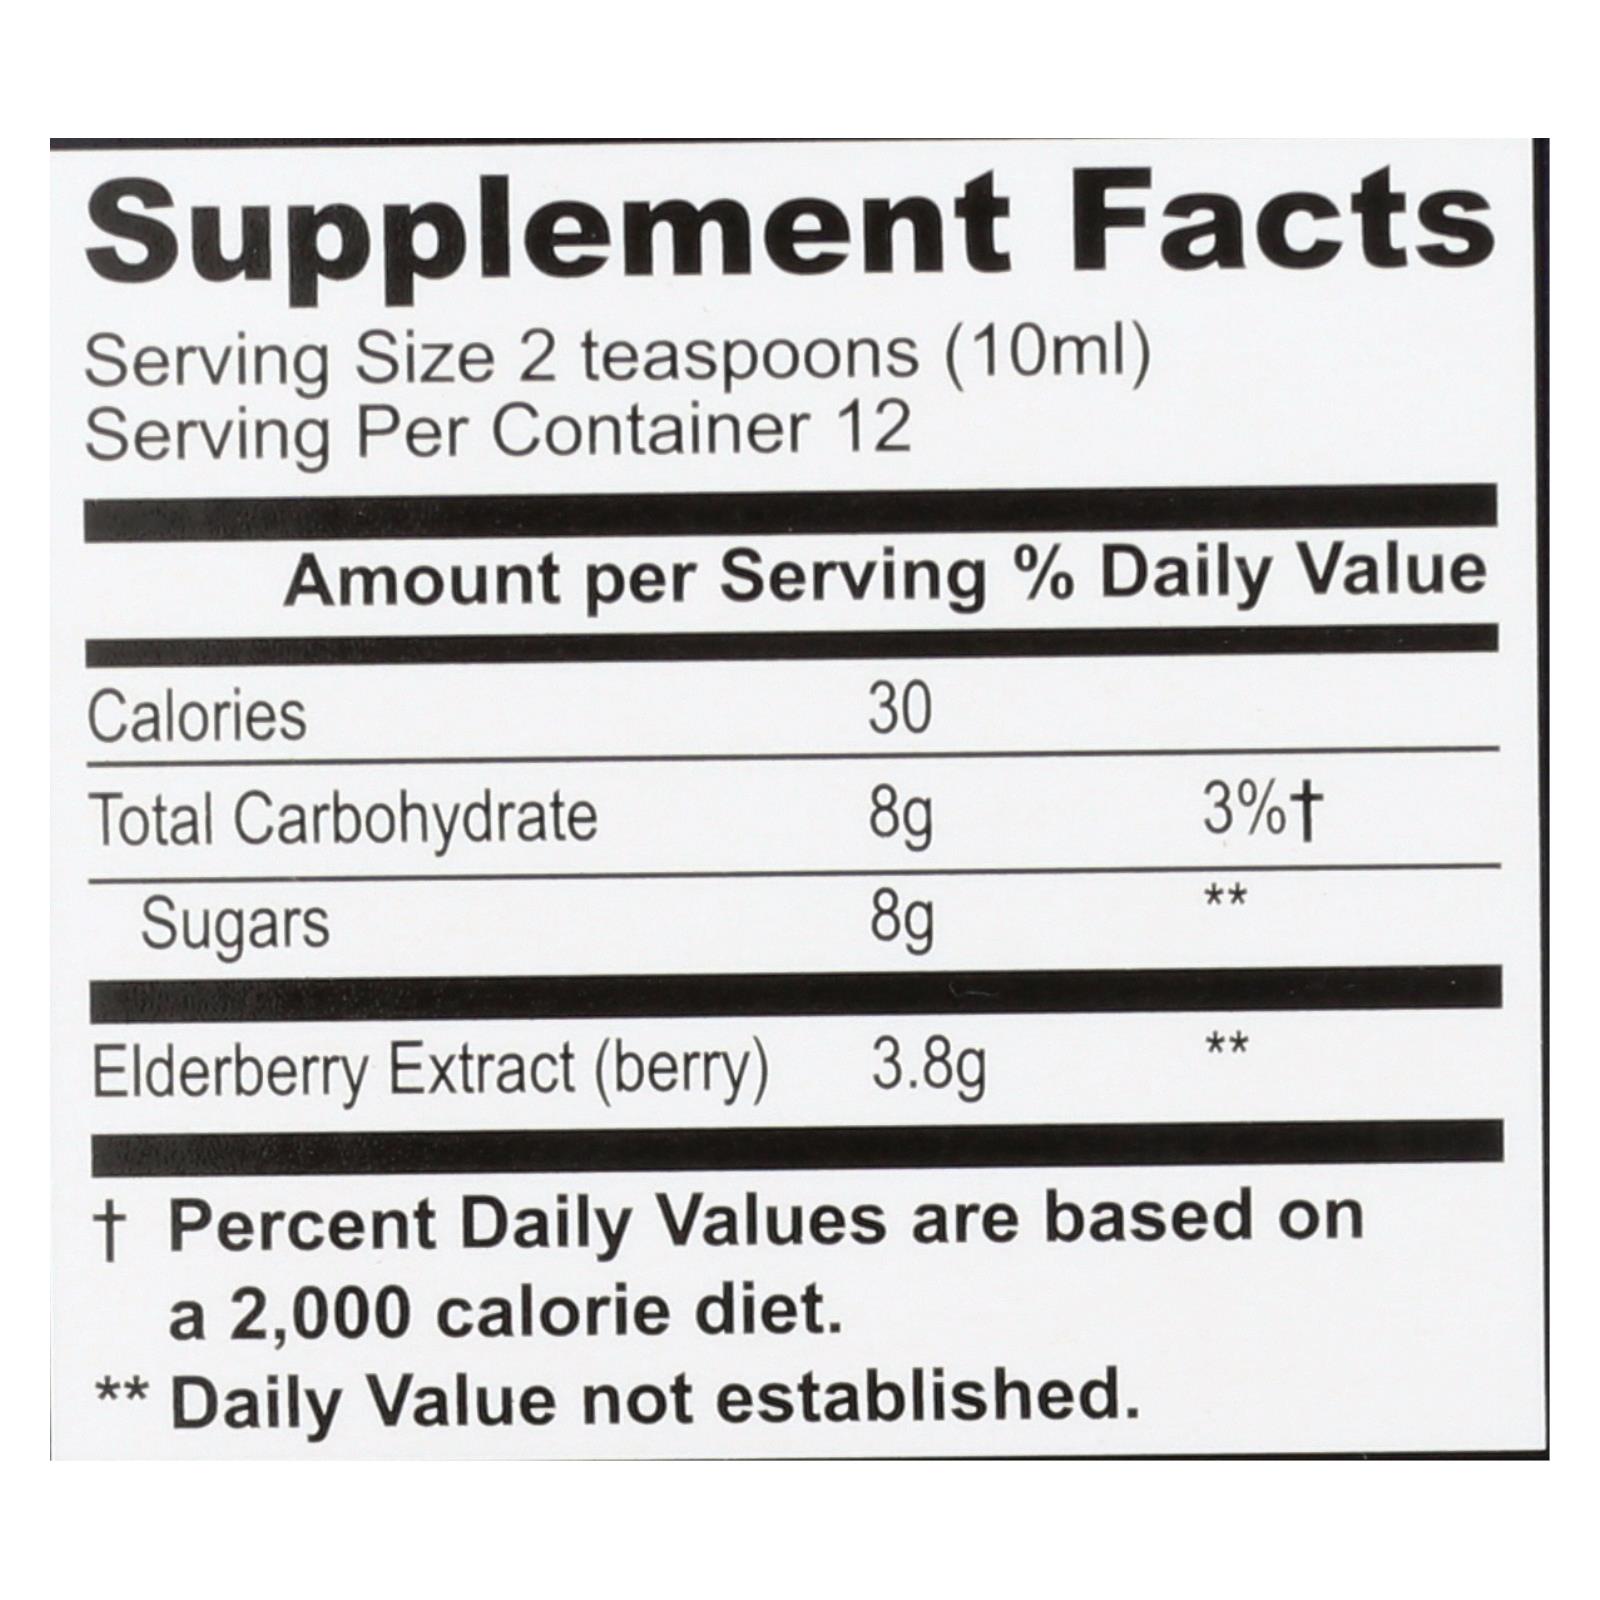 Supplement Facts
Serving Size 2 teaspoons (10ml)
Serving Per Container 12
Amount per Serving % Daily Value
Calories 30
Total Carbohydrate 8g 3%†
Sugars 8g **
Elderberry Extract (berry) 3.8g **
† Percent Daily Values are based on
a 2,000 calorie diet.
** Daily Value not established.